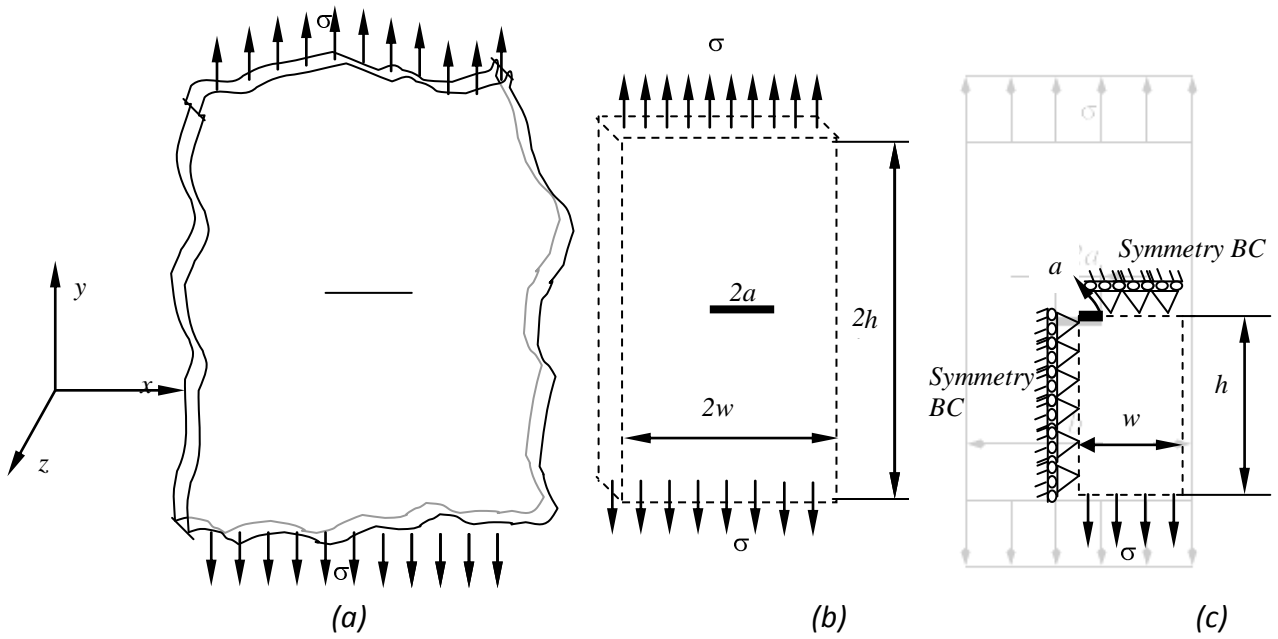 σ
y
x
z
σ
(a)
σ
2a
2h
2w
σ
(b)
σ
Symmetry BC
a
Symmetry
BC
h
w
σ
(c)